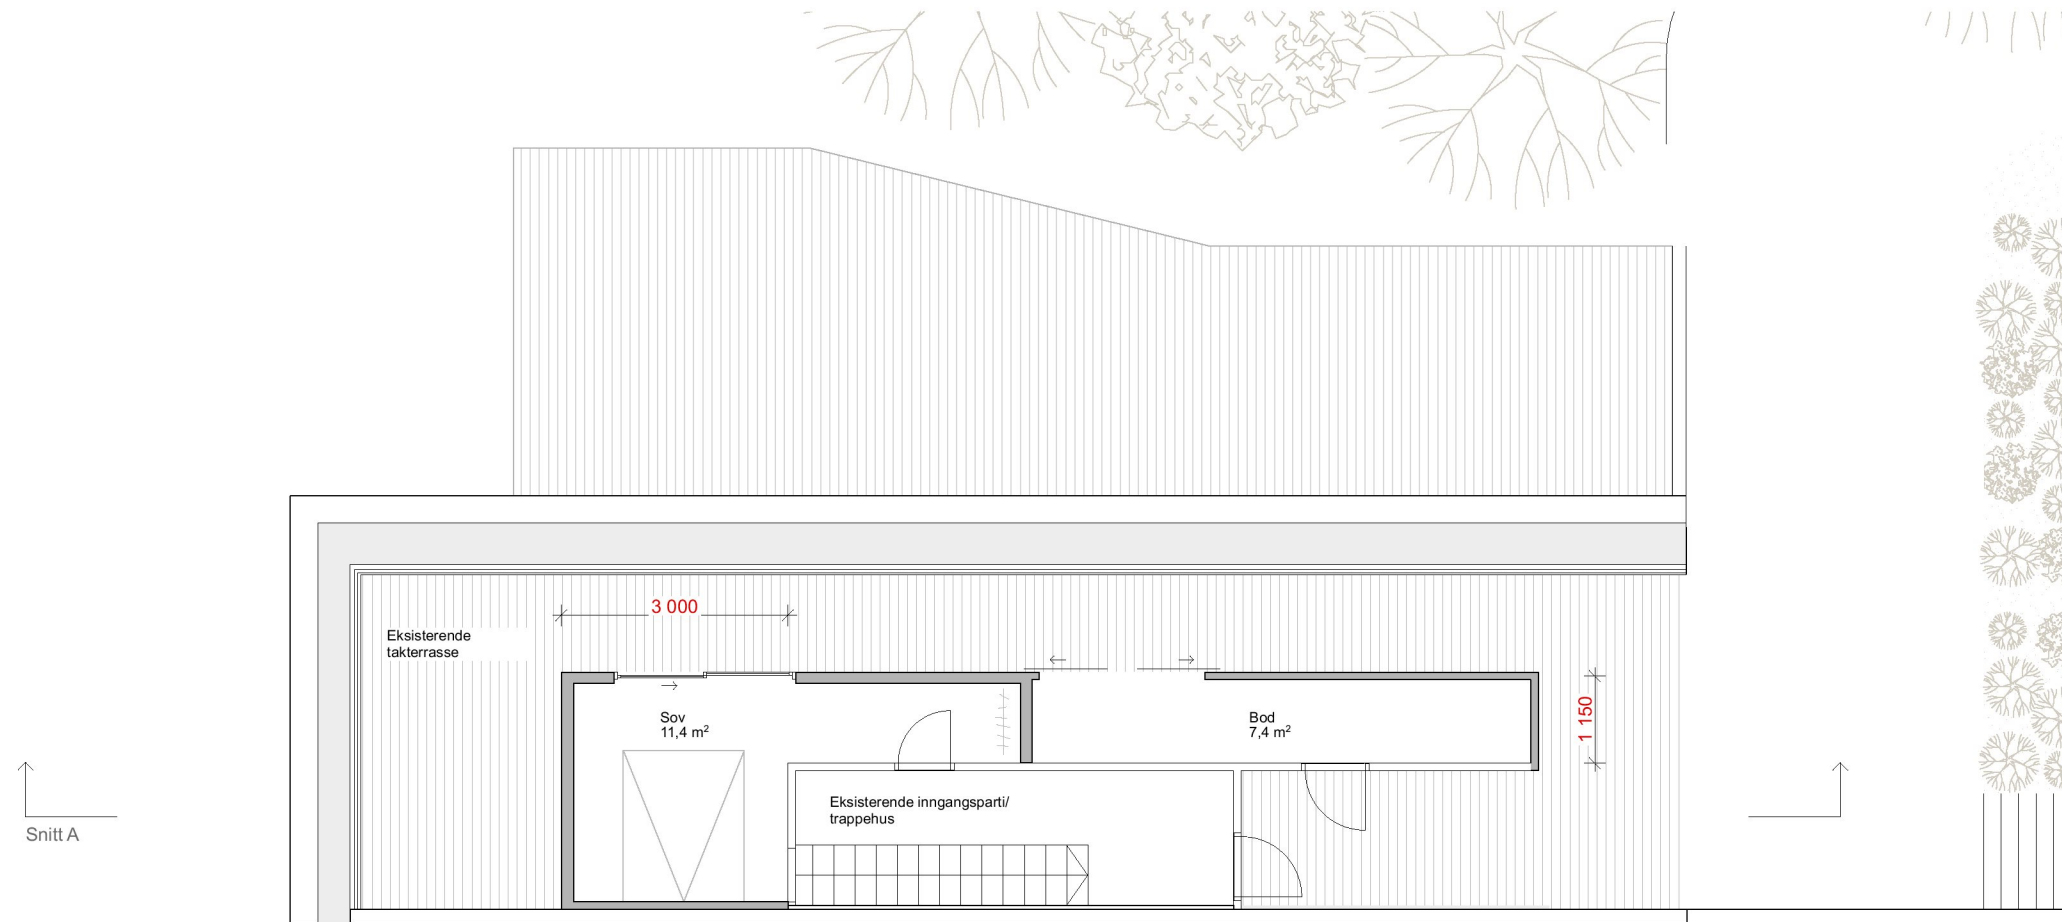 3 000
Eksisterende
takterrasse
Sov
11,4 m²
Bod
7,4 m²
1 150
Eksisterende inngangsparti/
trappehus
Snitt A